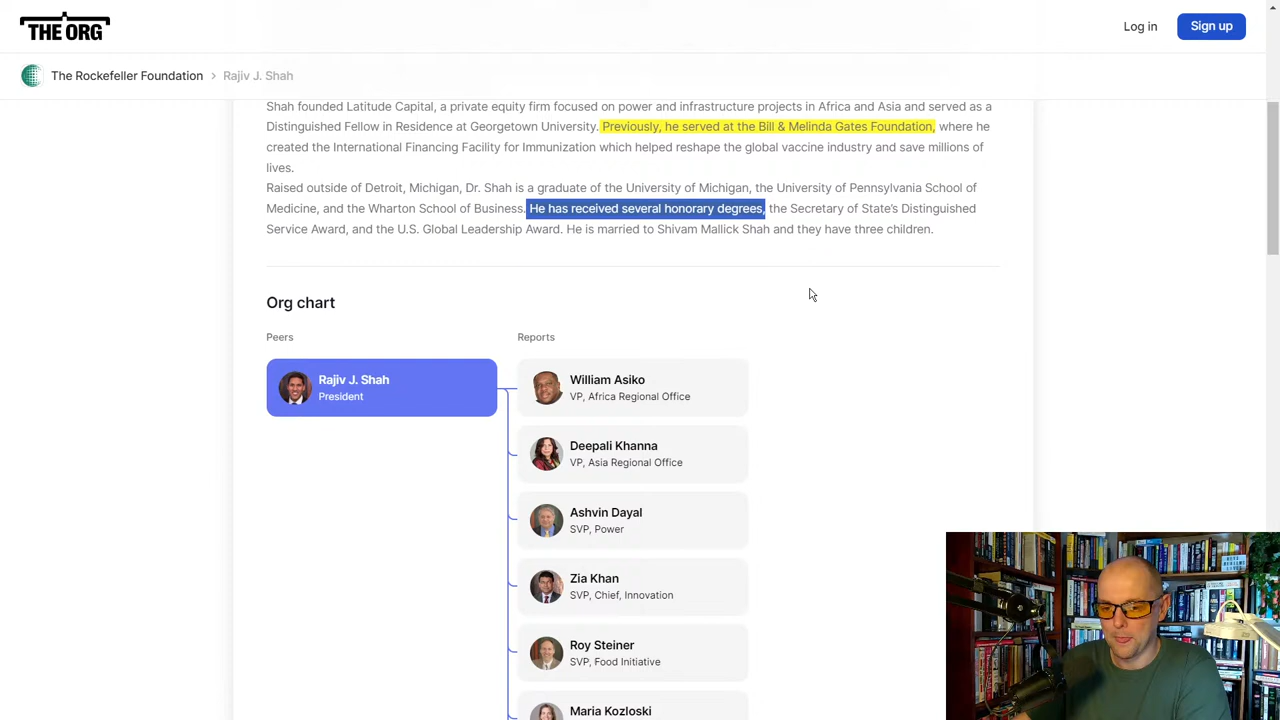 THE ORG
Log in
Sign up
The Rockefeller Foundation > Rajiv J. Shah
Shah founded Latitude Capital, a private equity firm focused on power and infrastructure projects in Africa and Asia and served as a
Distinguished Fellow in Residence at Georgetown University. Previously, he served at the Bill & Melinda Gates Foundation, where he
created the International Financing Facility for Immunization which helped reshape the global vaccine industry and save millions of
lives.
Raised outside of Detroit, Michigan, Dr. Shah is a graduate of the University of Michigan, the University of Pennsylvania School of
Medicine, and the Wharton School of Business. He has received several honorary degrees, the Secretary of State's Distinguished
Service Award, and the U.S. Global Leadership Award. He is married to Shivam Mallick Shah and they have three children.
Org chart
Peers
Reports
Rajiv J. Shah
President
William Asiko
VP, Africa Regional Office
Deepali Khanna
VP, Asia Regional Office
Ashvin Dayal
SVP, Power
Zia Khan
SVP, Chief, Innovation
Roy Steiner
SVP, Food Initiative
Maria Kozloski